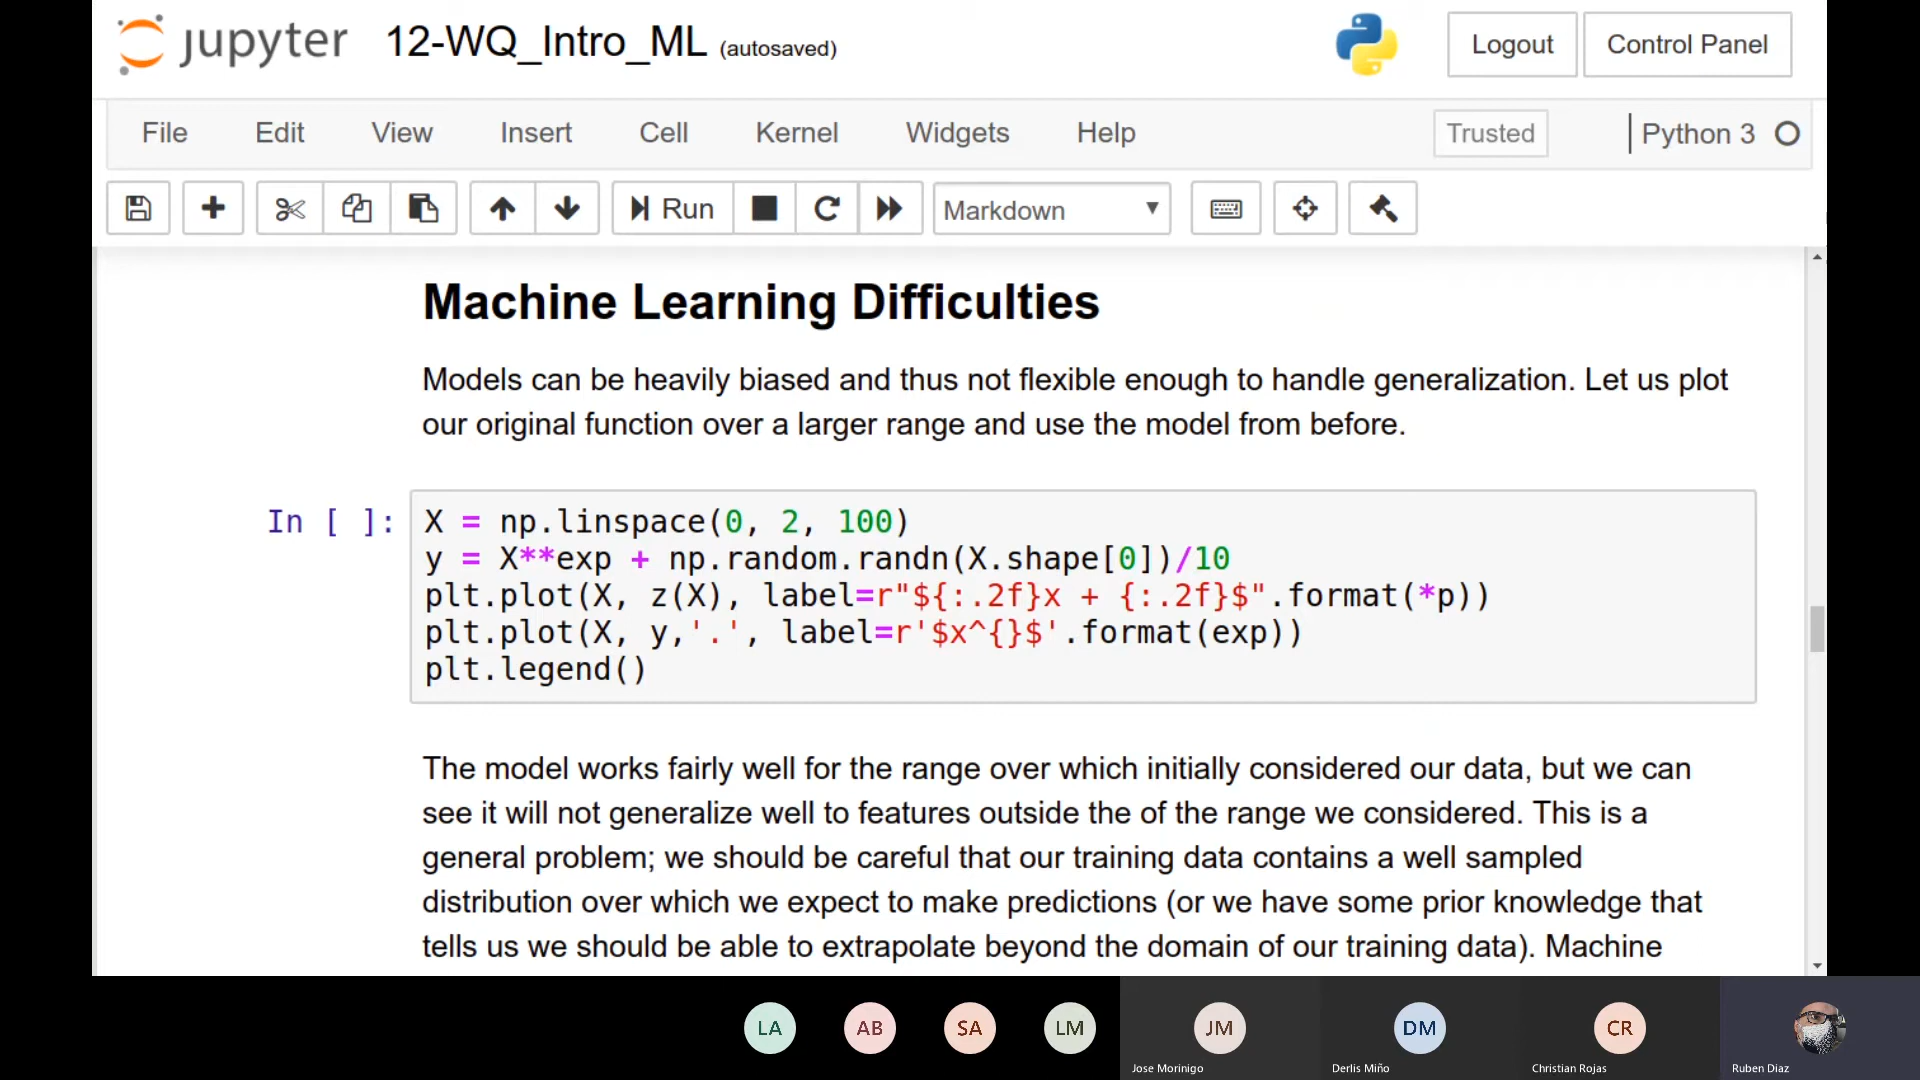 jupyter 12-WQ_Intro_ML (autosaved) Logout Control Panel
File Edit View Insert Cell Kernel Widgets Help Trusted Python 3
Run Markdown
Machine Learning Difficulties
Models can be heavily biased and thus not flexible enough to handle generalization. Let us plot
our original function over a larger range and use the model from before.
In [ ]: X = np.linspace(0, 2, 100)
y = X**exp + np.random.randn(X.shape[0])/10
plt.plot(X, z(X), label=r"${:.2f}x + {:.2f}$".format(*p))
plt.plot(X, y,'.', label=r'$x^{}$'.format(exp))
plt.legend()
The model works fairly well for the range over which initially considered our data, but we can
see it will not generalize well to features outside the of the range we considered. This is a
general problem; we should be careful that our training data contains a well sampled
distribution over which we expect to make predictions (or we have some prior knowledge that
tells us we should be able to extrapolate beyond the domain of our training data). Machine
LA AB SA LM JM DM CR
Jose Morinigo Derlis Miño Christian Rojas Ruben Diaz